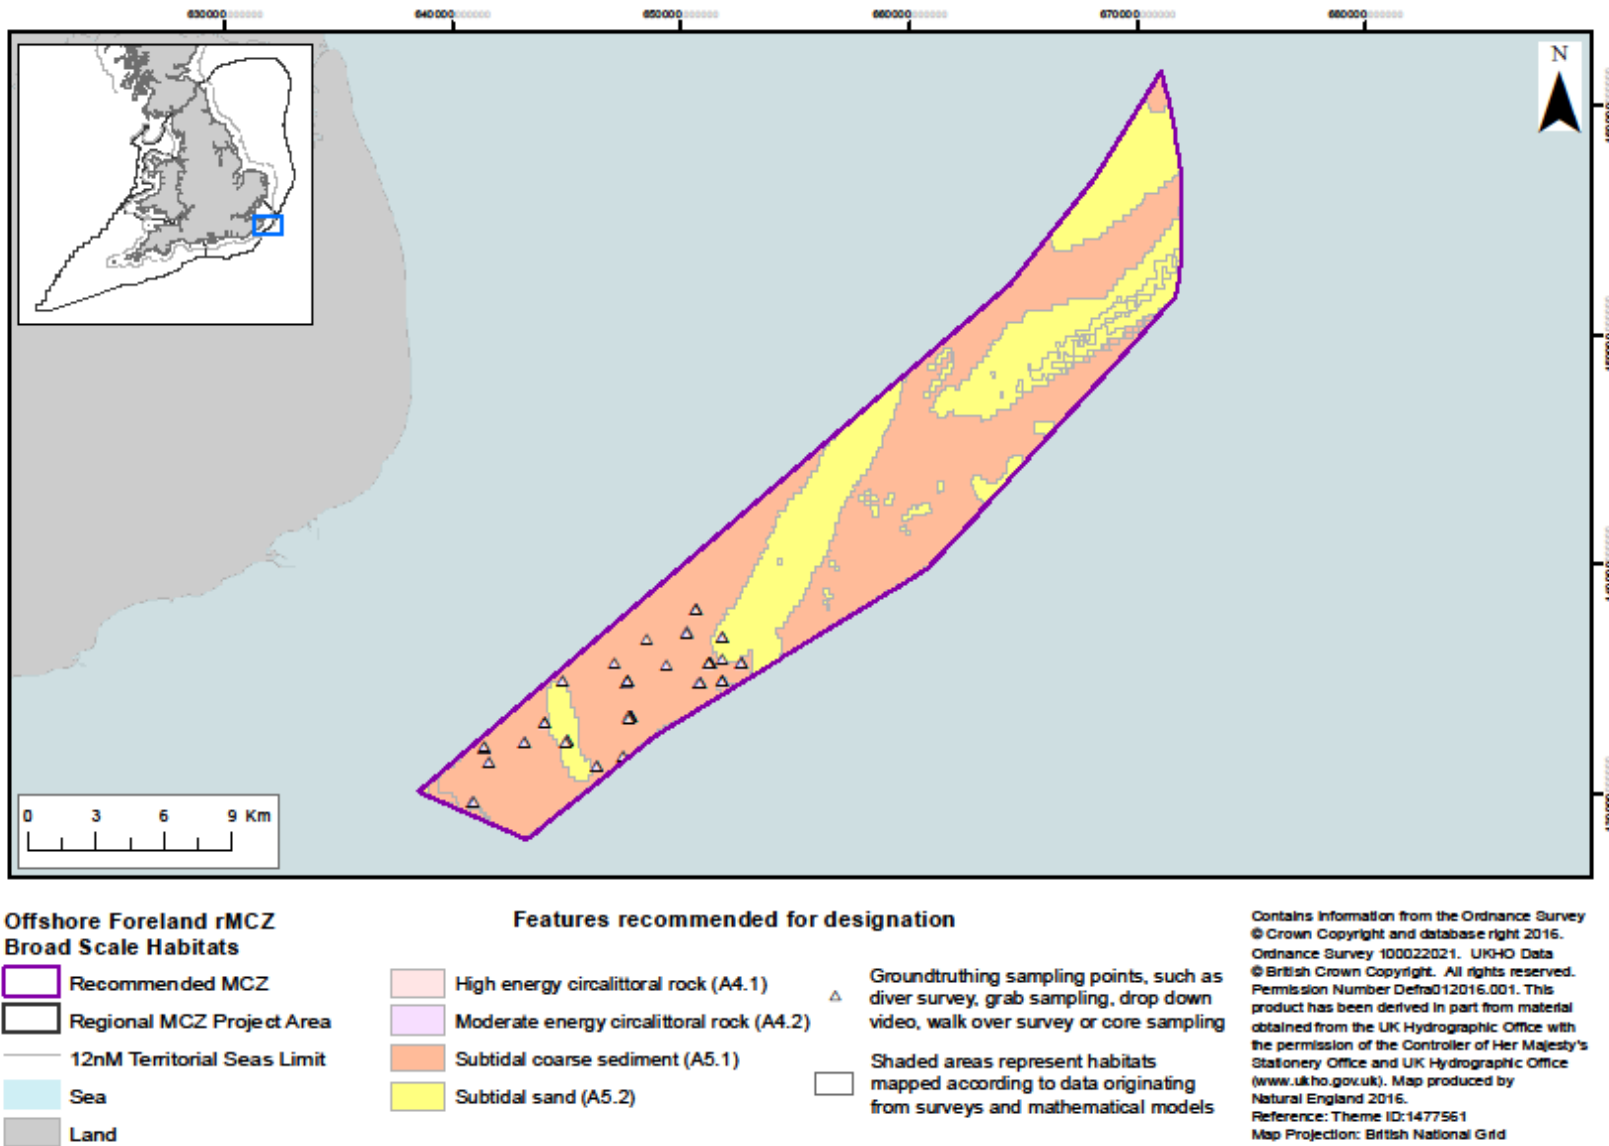 630000
640000
650000
660000
670000
680000
N
0 3 6 9 Km
Offshore Foreland rMCZ
Broad Scale Habitats
Recommended MCZ
Regional MCZ Project Area
12nM Territorial Seas Limit
Sea
Land
Features recommended for designation
High energy circalittoral rock (A4.1)
Moderate energy circalittoral rock (A4.2)
Subtidal coarse sediment (A5.1)
Subtidal sand (A5.2)
Groundtruthing sampling points, such as
diver survey, grab sampling, drop down
video, walk over survey or core sampling
Shaded areas represent habitats
mapped according to data originating
from surveys and mathematical models
Contains information from the Ordnance Survey
© Crown Copyright and database right 2016.
Ordnance Survey 100022021. UKHO Data
© British Crown Copyright. All rights reserved.
Permission Number Defra012016.001. This
product has been derived in part from material
obtained from the UK Hydrographic Office with
the permission of the Controller of Her Majesty's
Stationery Office and UK Hydrographic Office
(www.ukho.gov.uk). Map produced by
Natural England 2016.
Reference: Theme ID:1477561
Map Projection: British National Grid